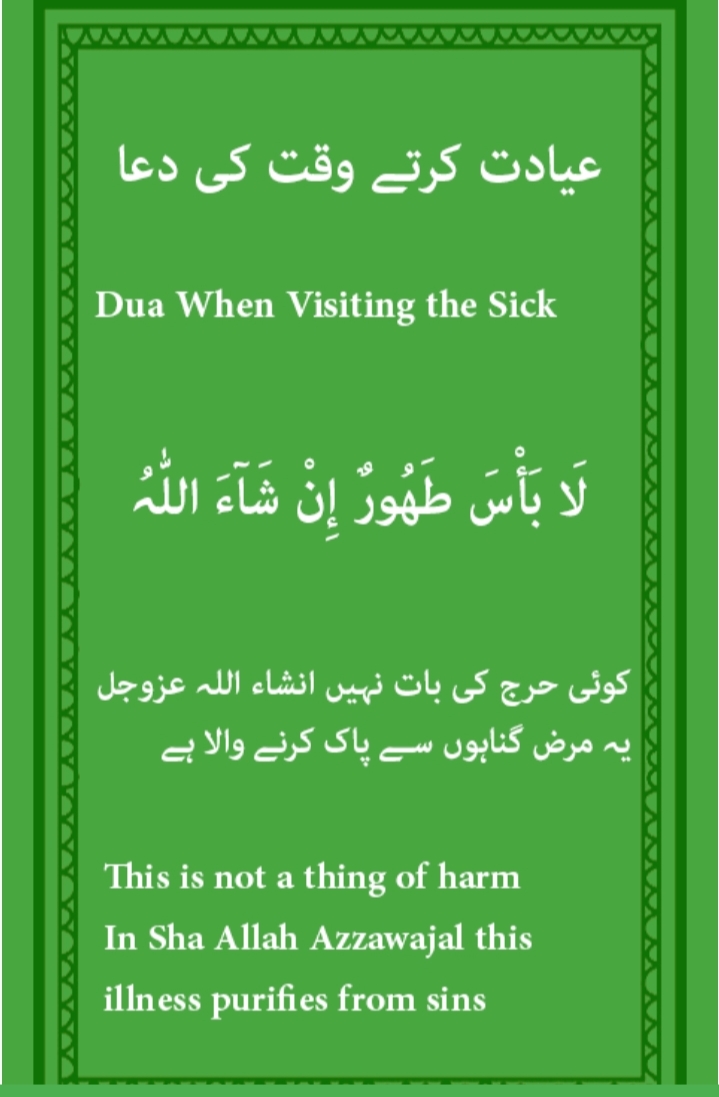 عیادت کرتے وقت کی دعا
Dua When Visiting the Sick
لَا بَأْسَ طَهُورٌ إِنْ شَآءَ اللّٰهُ
کوئی حرج کی بات نہیں انشاء اللہ عزوجل
یہ مرض گناہوں سے پاک کرنے والا ہے
This is not a thing of harm
In Sha Allah Azzawajal this
illness purifies from sins